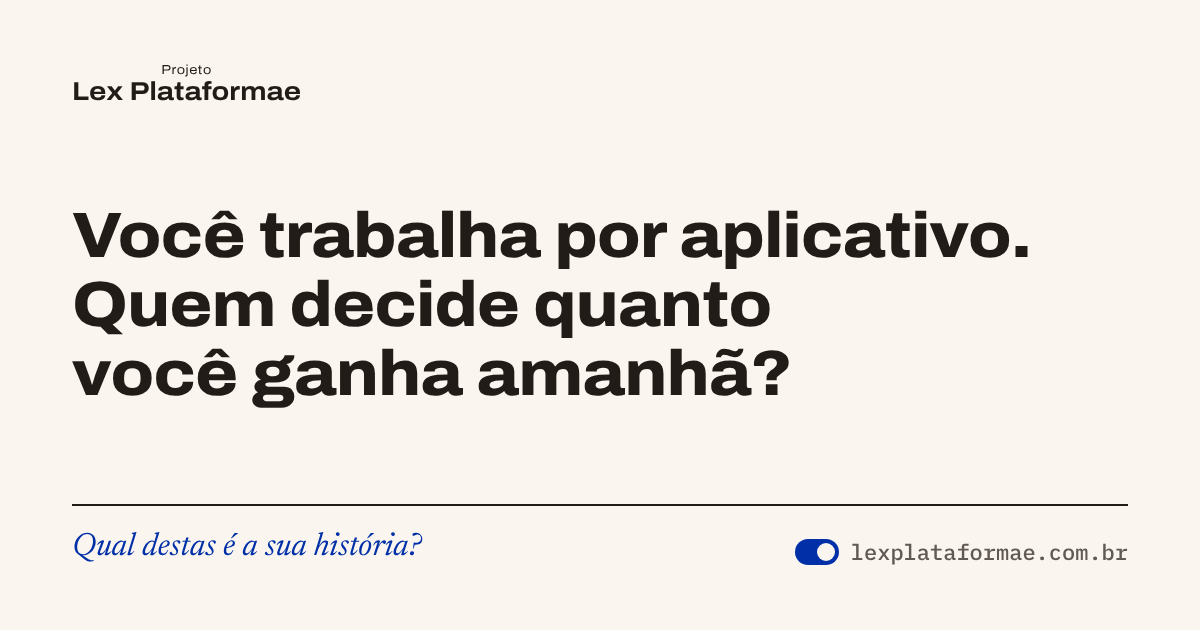 Projeto
Lex Plataformae
Você trabalha por aplicativo.
Quem decide quanto
você ganha amanhã?
Qual destas é a sua história?
lexplataformae.com.br